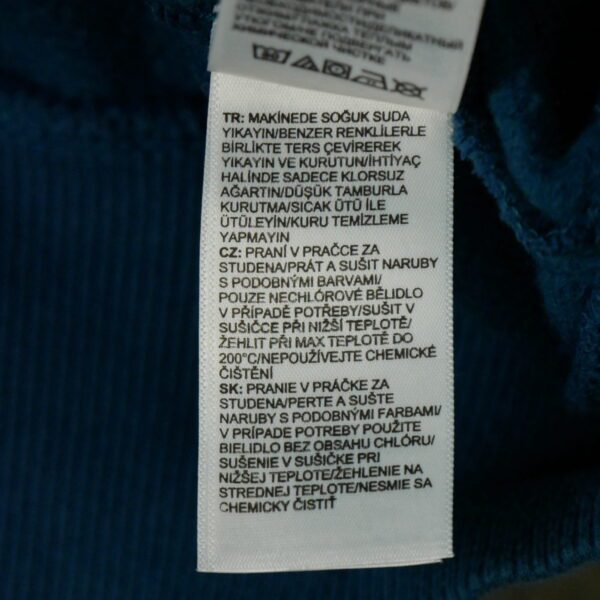 УТЮГОМ/НЕ ПОДВЕРГАТЬ
ХИМИЧЕСКОЙ ЧИСТКЕ
TR: MAKİNEDE SOĞUK SUDA
YIKAYIN/BENZER RENKLİLERLE
BİRLİKTE TERS ÇEVİREREK
YIKAYIN VE KURUTUN/İHTİYAÇ
HALİNDE SADECE KLORSUZ
AĞARTIN/DÜŞÜK TAMBURLA
KURUTMA/SICAK ÜTÜ İLE
ÜTÜLEYİN/KURU TEMİZLEME
YAPMAYIN
CZ: PRANÍ V PRAČCE ZA
STUDENA/PRÁT A SUŠIT NARUBY
S PODOBNÝMI BARVAMI/
POUZE NECHLÓROVÉ BĚLIDLO
V PŘÍPADĚ POTŘEBY/SUŠIT V
SUŠIČCE PŘI NIŽŠÍ TEPLOTĚ/
ŽEHLIT PŘI MAX TEPLOTĚ DO
200°C/NEPOUŽÍVEJTE CHEMICKÉ
ČIŠTĚNÍ
SK: PRANIE V PRÁČKE ZA
STUDENA/PERTE A SUŠTE
NARUBY S PODOBNÝMI FARBAMI/
V PRÍPADE POTREBY POUŽITE
BIELIDLO BEZ OBSAHU CHLÓRU/
SUŠENIE V SUŠIČKE PRI
NIŽŠEJ TEPLOTE/ŽEHLENIE NA
STREDNEJ TEPLOTE/NESMIE SA
CHEMICKY ČISTIŤ